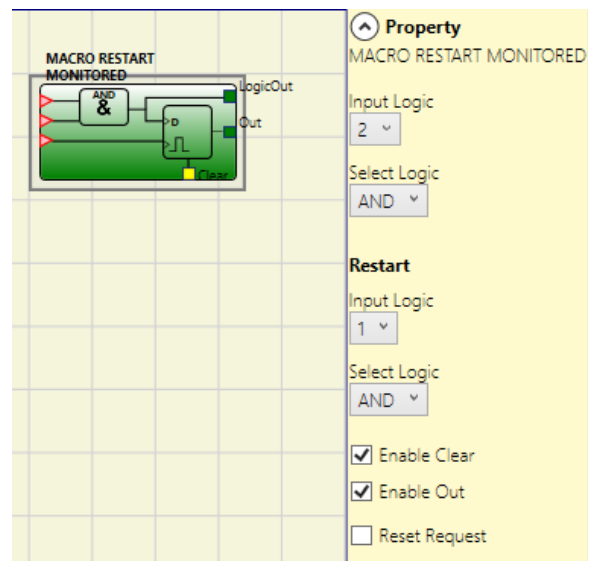 MACRO RESTART
MONITORED
AND
&
D
LogicOut
Out
Clear
Property
MACRO RESTART MONITORED
Input Logic
2
Select Logic
AND
Restart
Input Logic
1
Select Logic
AND
Enable Clear
Enable Out
Reset Request